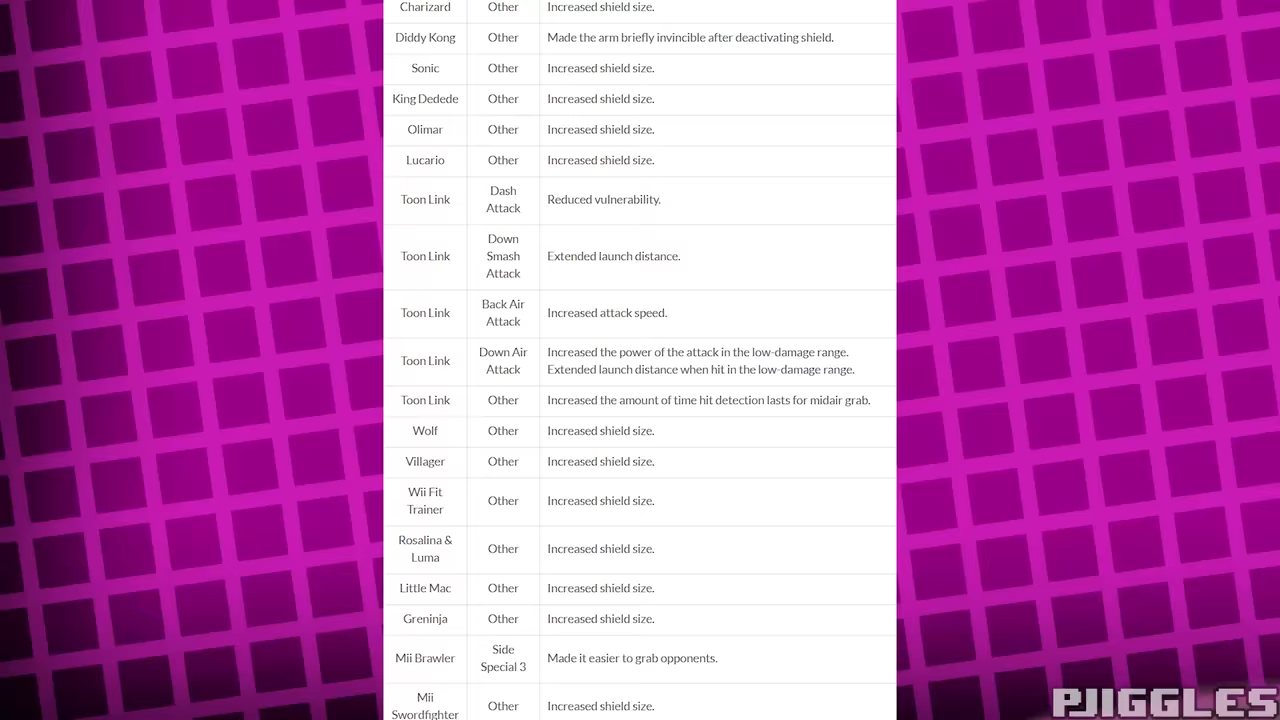 Charizard Other Increased shield size.
Diddy Kong Other Made the arm briefly invincible after deactivating shield.
Sonic Other Increased shield size.
King Dedede Other Increased shield size.
Olimar Other Increased shield size.
Lucario Other Increased shield size.
Toon Link Dash Attack Reduced vulnerability.
Toon Link Down Smash Attack Extended launch distance.
Toon Link Back Air Attack Increased attack speed.
Toon Link Down Air Attack Increased the power of the attack in the low-damage range.
Extended launch distance when hit in the low-damage range.
Toon Link Other Increased the amount of time hit detection lasts for midair grab.
Wolf Other Increased shield size.
Villager Other Increased shield size.
Wii Fit Trainer Other Increased shield size.
Rosalina & Luma Other Increased shield size.
Little Mac Other Increased shield size.
Greninja Other Increased shield size.
Mii Brawler Side Special 3 Made it easier to grab opponents.
Mii Swordfighter Other Increased shield size.
PJIGGLES